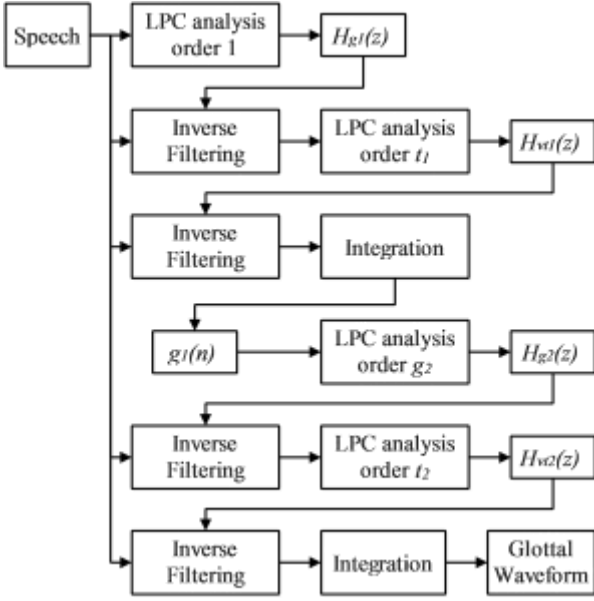 Speech
LPC analysis
order 1
Hg1(z)
Inverse
Filtering
LPC analysis
order t1
Hvt1(z)
Inverse
Filtering
Integration
g1(n)
LPC analysis
order g2
Hg2(z)
Inverse
Filtering
LPC analysis
order t2
Hvt2(z)
Inverse
Filtering
Integration
Glottal
Waveform